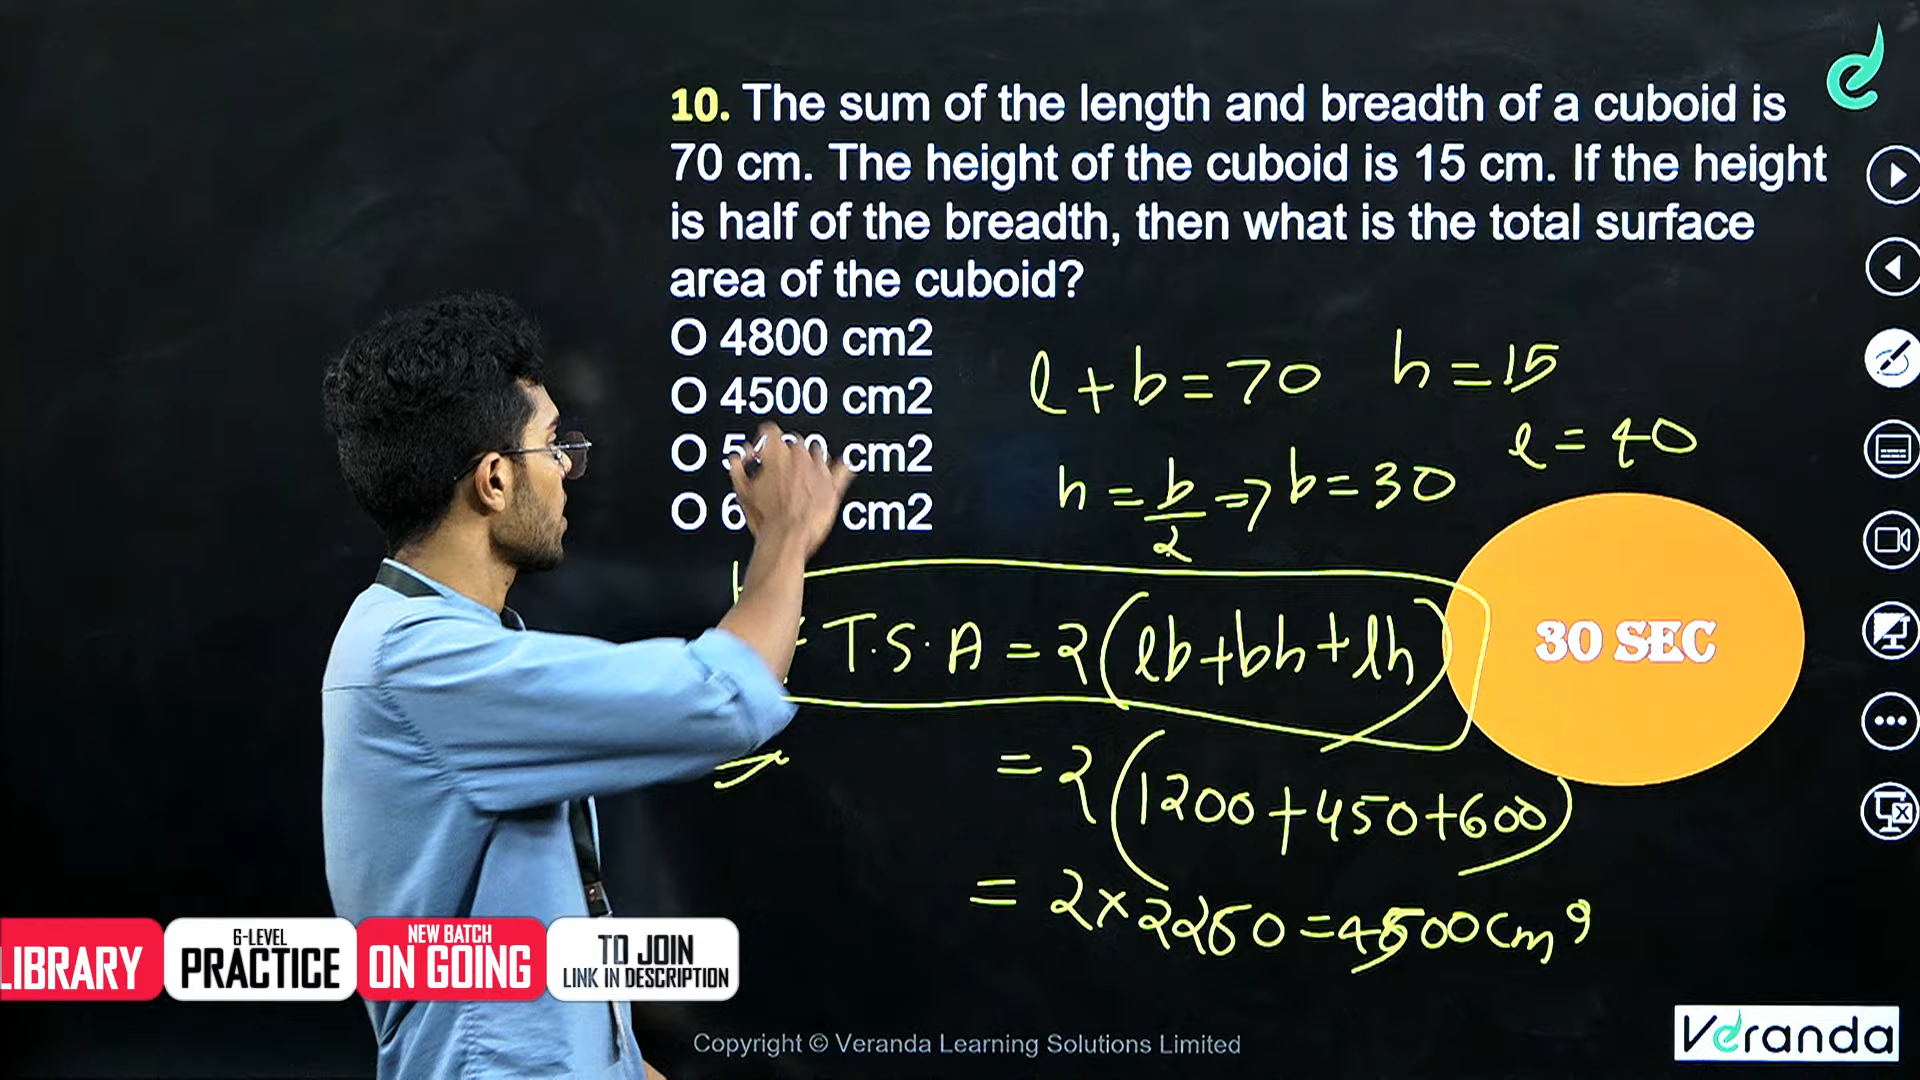 10. The sum of the length and breadth of a cuboid is
70 cm. The height of the cuboid is 15 cm. If the height
is half of the breadth, then what is the total surface
area of the cuboid?
O 4800 cm2
O 4500 cm2
O cm2
O cm2
l + b = 70 h = 15
l = 40
h = b/2 => b = 30
T.S.A = 2(lb+bh+lh)
30 SEC
= 2(1200+450+600)
= 2×2250=4500cm
LIBRARY
6-LEVEL
PRACTICE
NEW BATCH
ON GOING
TO JOIN
LINK IN DESCRIPTION
Copyright © Veranda Learning Solutions Limited
Veranda